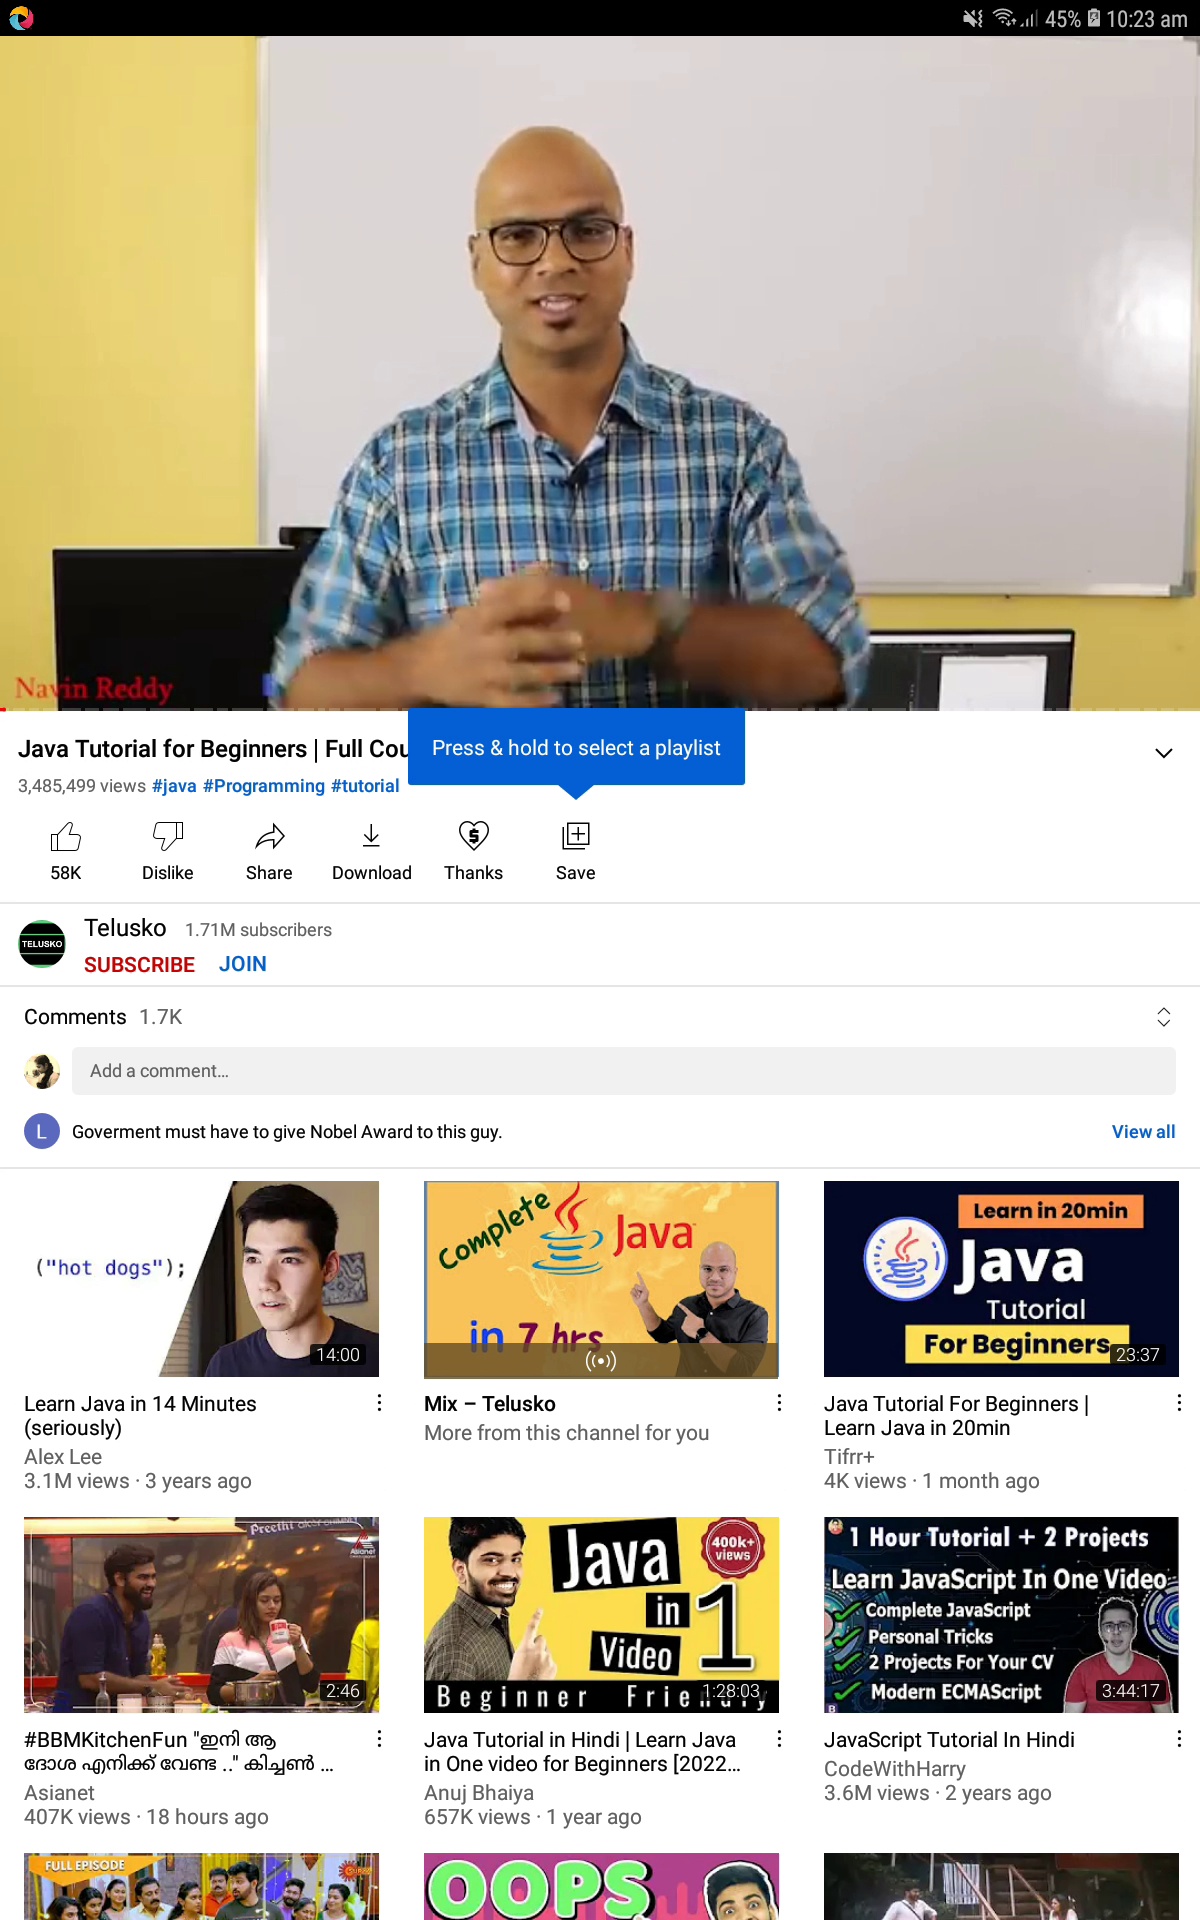 45% 10:23 am
Navin Reddy
Java Tutorial for Beginners | Full Cou
Press & hold to select a playlist
3,485,499 views #java #Programming #tutorial
58K Dislike Share Download Thanks Save
TELUSKO
Telusko 1.71M subscribers
SUBSCRIBE JOIN
Comments 1.7K
Add a comment...
L Goverment must have to give Nobel Award to this guy. View all
("hot dogs");
14:00
Complete Java
in 7 hrs
Learn in 20min
Java
Tutorial
For Beginners
23:37
Learn Java in 14 Minutes
(seriously)
Alex Lee
3.1M views · 3 years ago
Mix – Telusko
More from this channel for you
Java Tutorial For Beginners |
Learn Java in 20min
Tifrr+
4K views · 1 month ago
Preethi
Asianet
2:46
Java
in 1
Video
400k+
views
Beginner
1:28:03
1 Hour Tutorial + 2 Projects
Learn JavaScript In One Video
Complete JavaScript
Personal Tricks
2 Projects For Your CV
Modern ECMAScript
3:44:17
#BBMKitchenFun "ഇനി ആ
ദോശ എനിക്ക് വേണ്ട .." കിച്ചൺ ...
Asianet
407K views · 18 hours ago
Java Tutorial in Hindi | Learn Java
in One video for Beginners [2022...
Anuj Bhaiya
657K views · 1 year ago
JavaScript Tutorial In Hindi
CodeWithHarry
3.6M views · 2 years ago
FULL EPISODE
OOPS